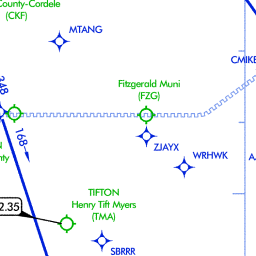 County-Cordele
(CKF)
MTANG
CMIKE
Fitzgerald Muni
(FZG)
348
168
ZJAYX
WRHWK
N
nty
A
TIFTON
Henry Tift Myers
(TMA)
2.35
SBRRR